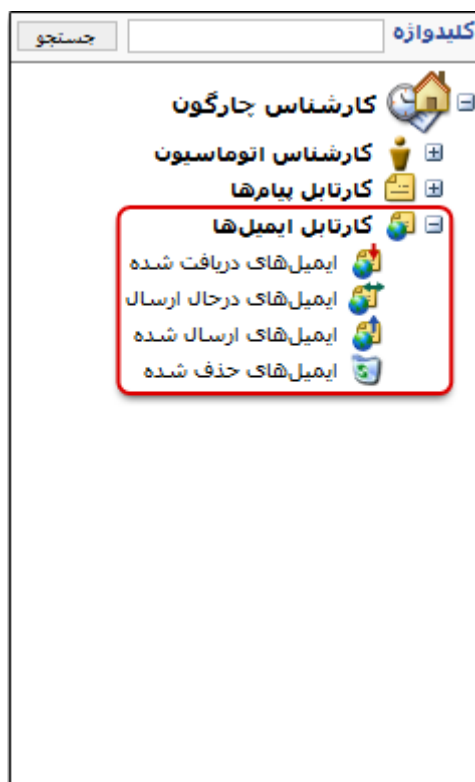 کلیدواژه جستجو
کارشناس چارگون
کارشناس اتوماسیون
کارتابل پیام‌ها
کارتابل ایمیل‌ها
ایمیل‌های دریافت شده
ایمیل‌های درحال ارسال
ایمیل‌های ارسال شده
ایمیل‌های حذف شده